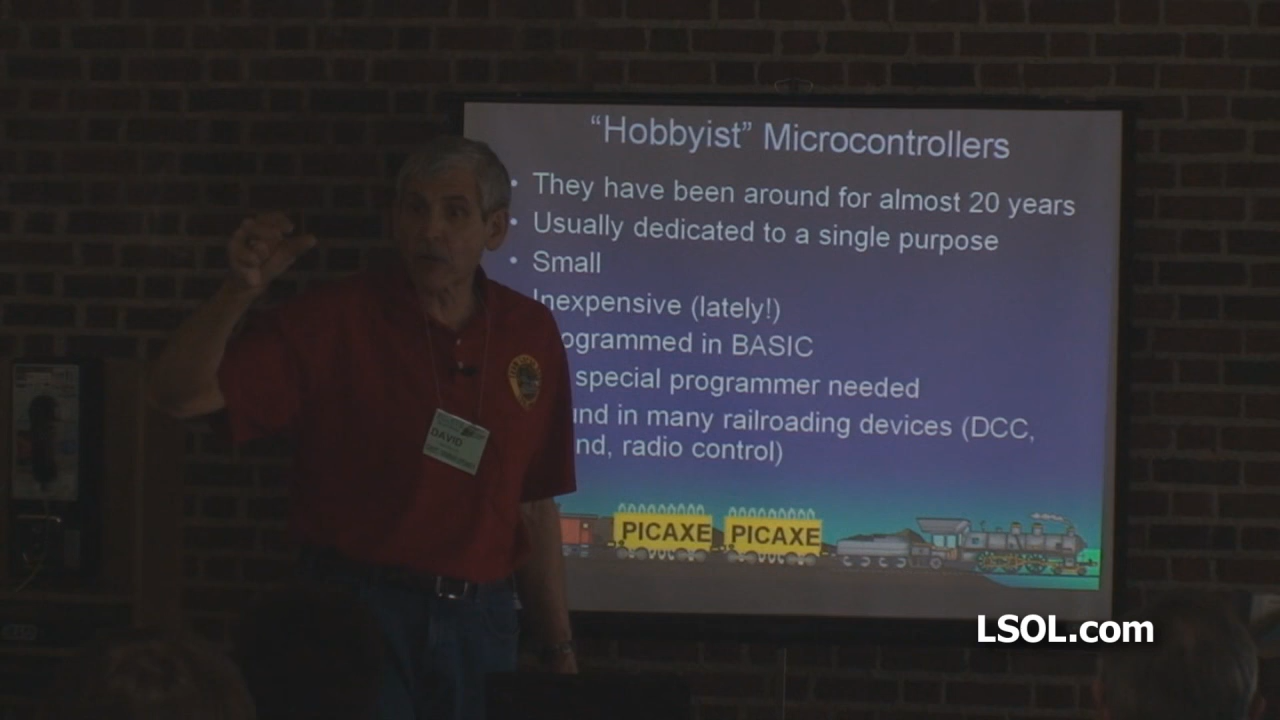 “Hobbyist” Microcontrollers
• They have been around for almost 20 years
• Usually dedicated to a single purpose
• Small
Inexpensive (lately!)
ogrammed in BASIC
special programmer needed
und in many railroading devices (DCC,
nd, radio control)
PICAXE PICAXE
DAVID
LSOL.com